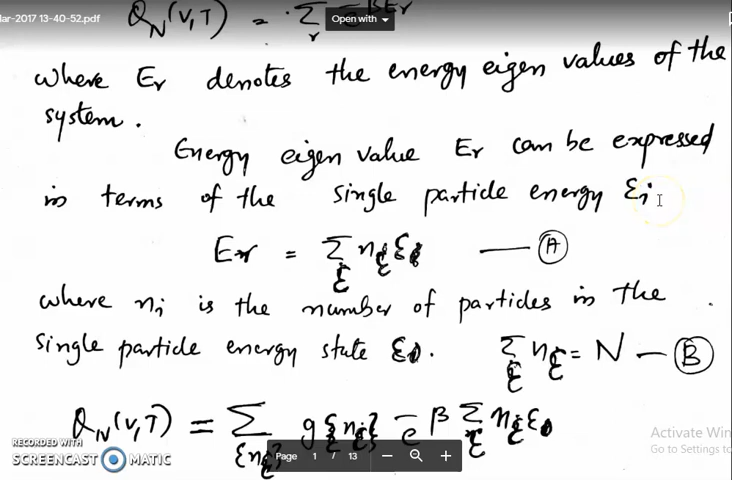 Mar-2017 13-40-52.pdf
Open with
Q_N(V,T) = Σ_r e^-βEr
where Er denotes the energy eigen values of the
system.
Energy eigen value Er can be expressed
in terms of the single particle energy εi
Er = Σ_ε n_ε ε — (A)
where ni is the number of particles in the
single particle energy state ε. Σ_ε n_ε = N — (B)
Q_N(V,T) = Σ_{n_ε} g{n_ε} e^-β Σ_ε n_ε ε
RECORDED WITH
SCREENCAST MATIC
Page 1 / 13
Activate Win
Go to Settings to